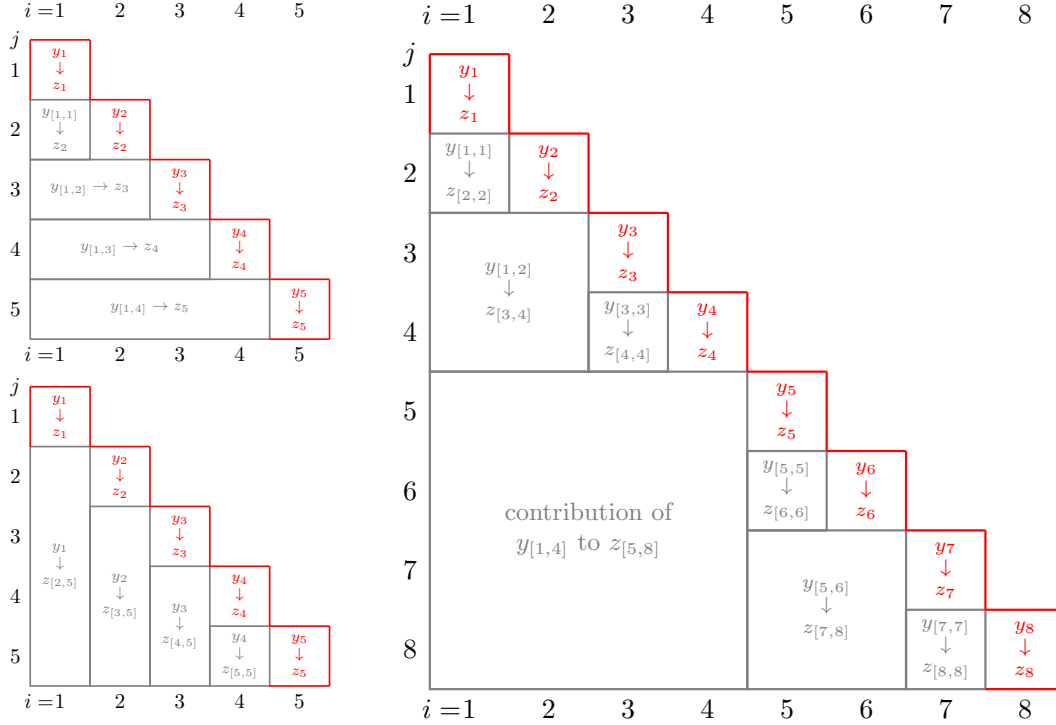 i =1 2 3 4 5
j
1 y₁ ↓ z₁
2 y[1,1] ↓ z₂ y₂ ↓ z₂
3 y[1,2] → z₃ y₃ ↓ z₃
4 y[1,3] → z₄ y₄ ↓ z₄
5 y[1,4] → z₅ y₅ ↓ z₅
i =1 2 3 4 5
j
1 y₁ ↓ z₁
2 y₂ ↓ z₂
3 y₃ ↓ z₃
y₁ ↓ z[2,5] y₂ ↓ z[3,5]
4 y₃ ↓ z[4,5] y₄ ↓ z₄
5 y₄ ↓ z[5,5] y₅ ↓ z₅
i =1 2 3 4 5
i =1 2 3 4 5 6 7 8
j
1 y₁ ↓ z₁
2 y[1,1] ↓ z[2,2] y₂ ↓ z₂
3 y₃ ↓ z₃
y[1,2] ↓ z[3,4]
4 y[3,3] ↓ z[4,4] y₄ ↓ z₄
5 y₅ ↓ z₅
6 y[5,5] ↓ z[6,6] y₆ ↓ z₆
contribution of
y[1,4] to z[5,8]
7 y₇ ↓ z₇
y[5,6] ↓ z[7,8]
8 y[7,7] ↓ z[8,8] y₈ ↓ z₈
i =1 2 3 4 5 6 7 8